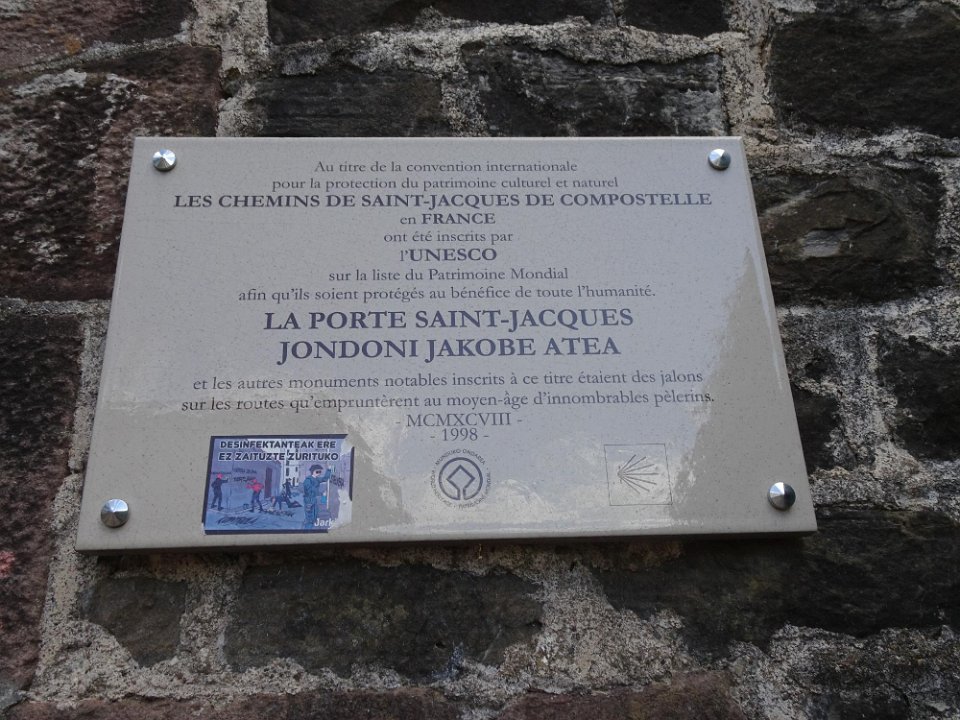 Au titre de la convention internationale
pour la protection du patrimoine culturel et naturel
LES CHEMINS DE SAINT-JACQUES DE COMPOSTELLE
en FRANCE
ont été inscrits par
l'UNESCO
sur la liste du Patrimoine Mondial
afin qu'ils soient protégés au bénéfice de toute l'humanité.
LA PORTE SAINT-JACQUES
JONDONI JAKOBE ATEA
et les autres monuments notables inscrits à ce titre étaient des jalons
sur les routes qu'empruntèrent au moyen-âge d'innombrables pèlerins.
- MCMXCVIII -
- 1998 -
DESINFEKTANTEAK ERE
EZ ZAITUZTE ZURITUKO